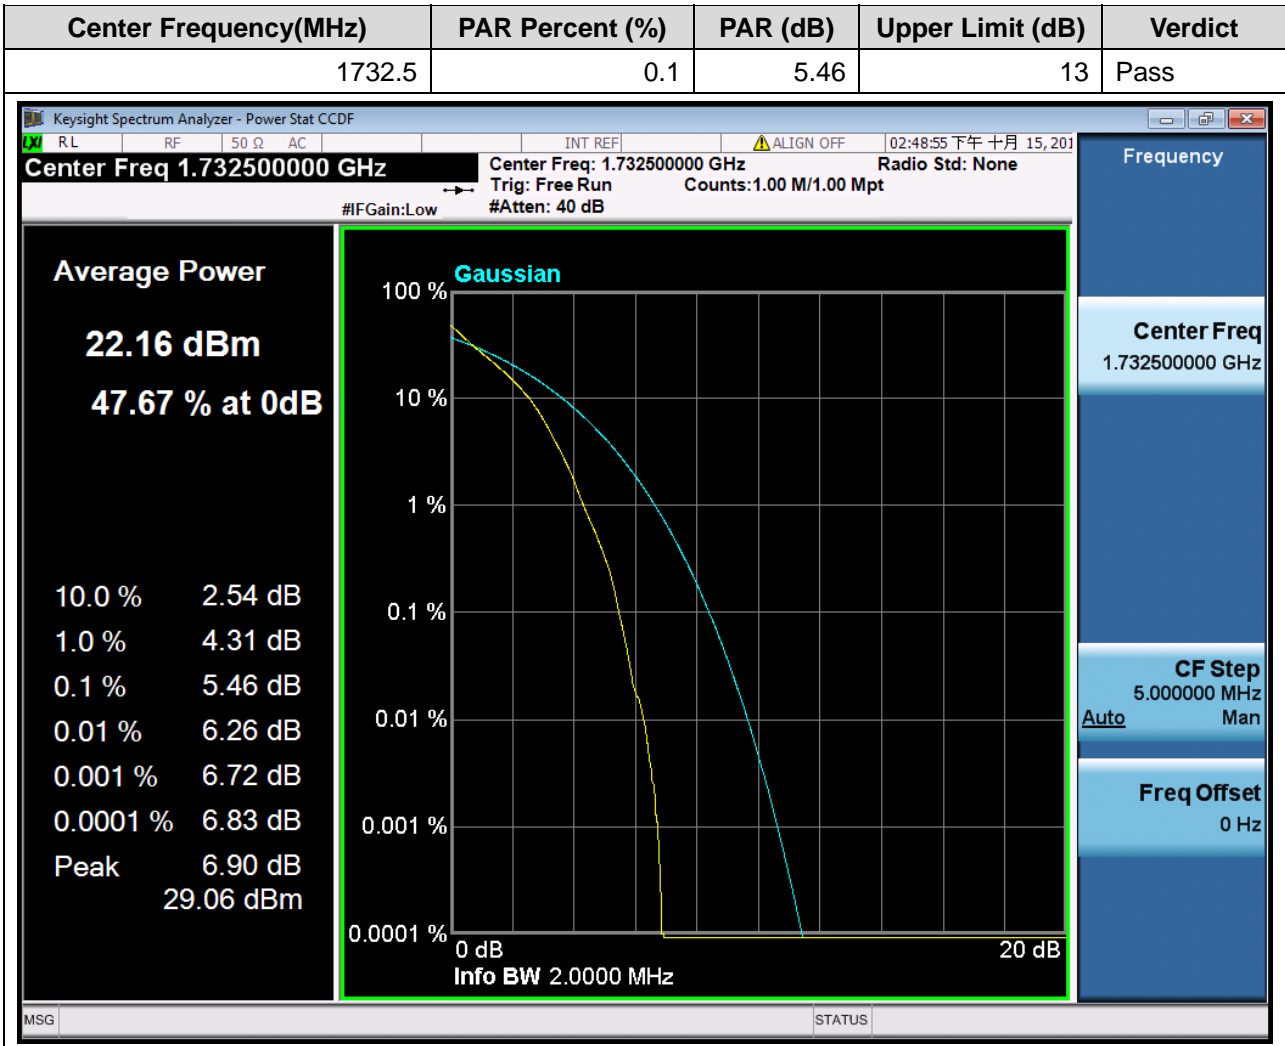 Center Frequency(MHz) PAR Percent (%) PAR (dB) Upper Limit (dB) Verdict
1732.5 0.1 5.46 13 Pass
Keysight Spectrum Analyzer - Power Stat CCDF
LXI RL RF 50 Ω AC INT REF ALIGN OFF 02:48:55 下午 十月 15, 201
Center Freq 1.732500000 GHz
Center Freq: 1.732500000 GHz Radio Std: None
Trig: Free Run Counts:1.00 M/1.00 Mpt
#IFGain:Low #Atten: 40 dB
Frequency
Average Power
22.16 dBm
47.67 % at 0dB
10.0 % 2.54 dB
1.0 % 4.31 dB
0.1 % 5.46 dB
0.01 % 6.26 dB
0.001 % 6.72 dB
0.0001 % 6.83 dB
Peak 6.90 dB
29.06 dBm
Gaussian
100 %
10 %
1 %
0.1 %
0.01 %
0.001 %
0.0001 %
0 dB 20 dB
Info BW 2.0000 MHz
Center Freq
1.732500000 GHz
CF Step
5.000000 MHz
Auto Man
Freq Offset
0 Hz
MSG STATUS